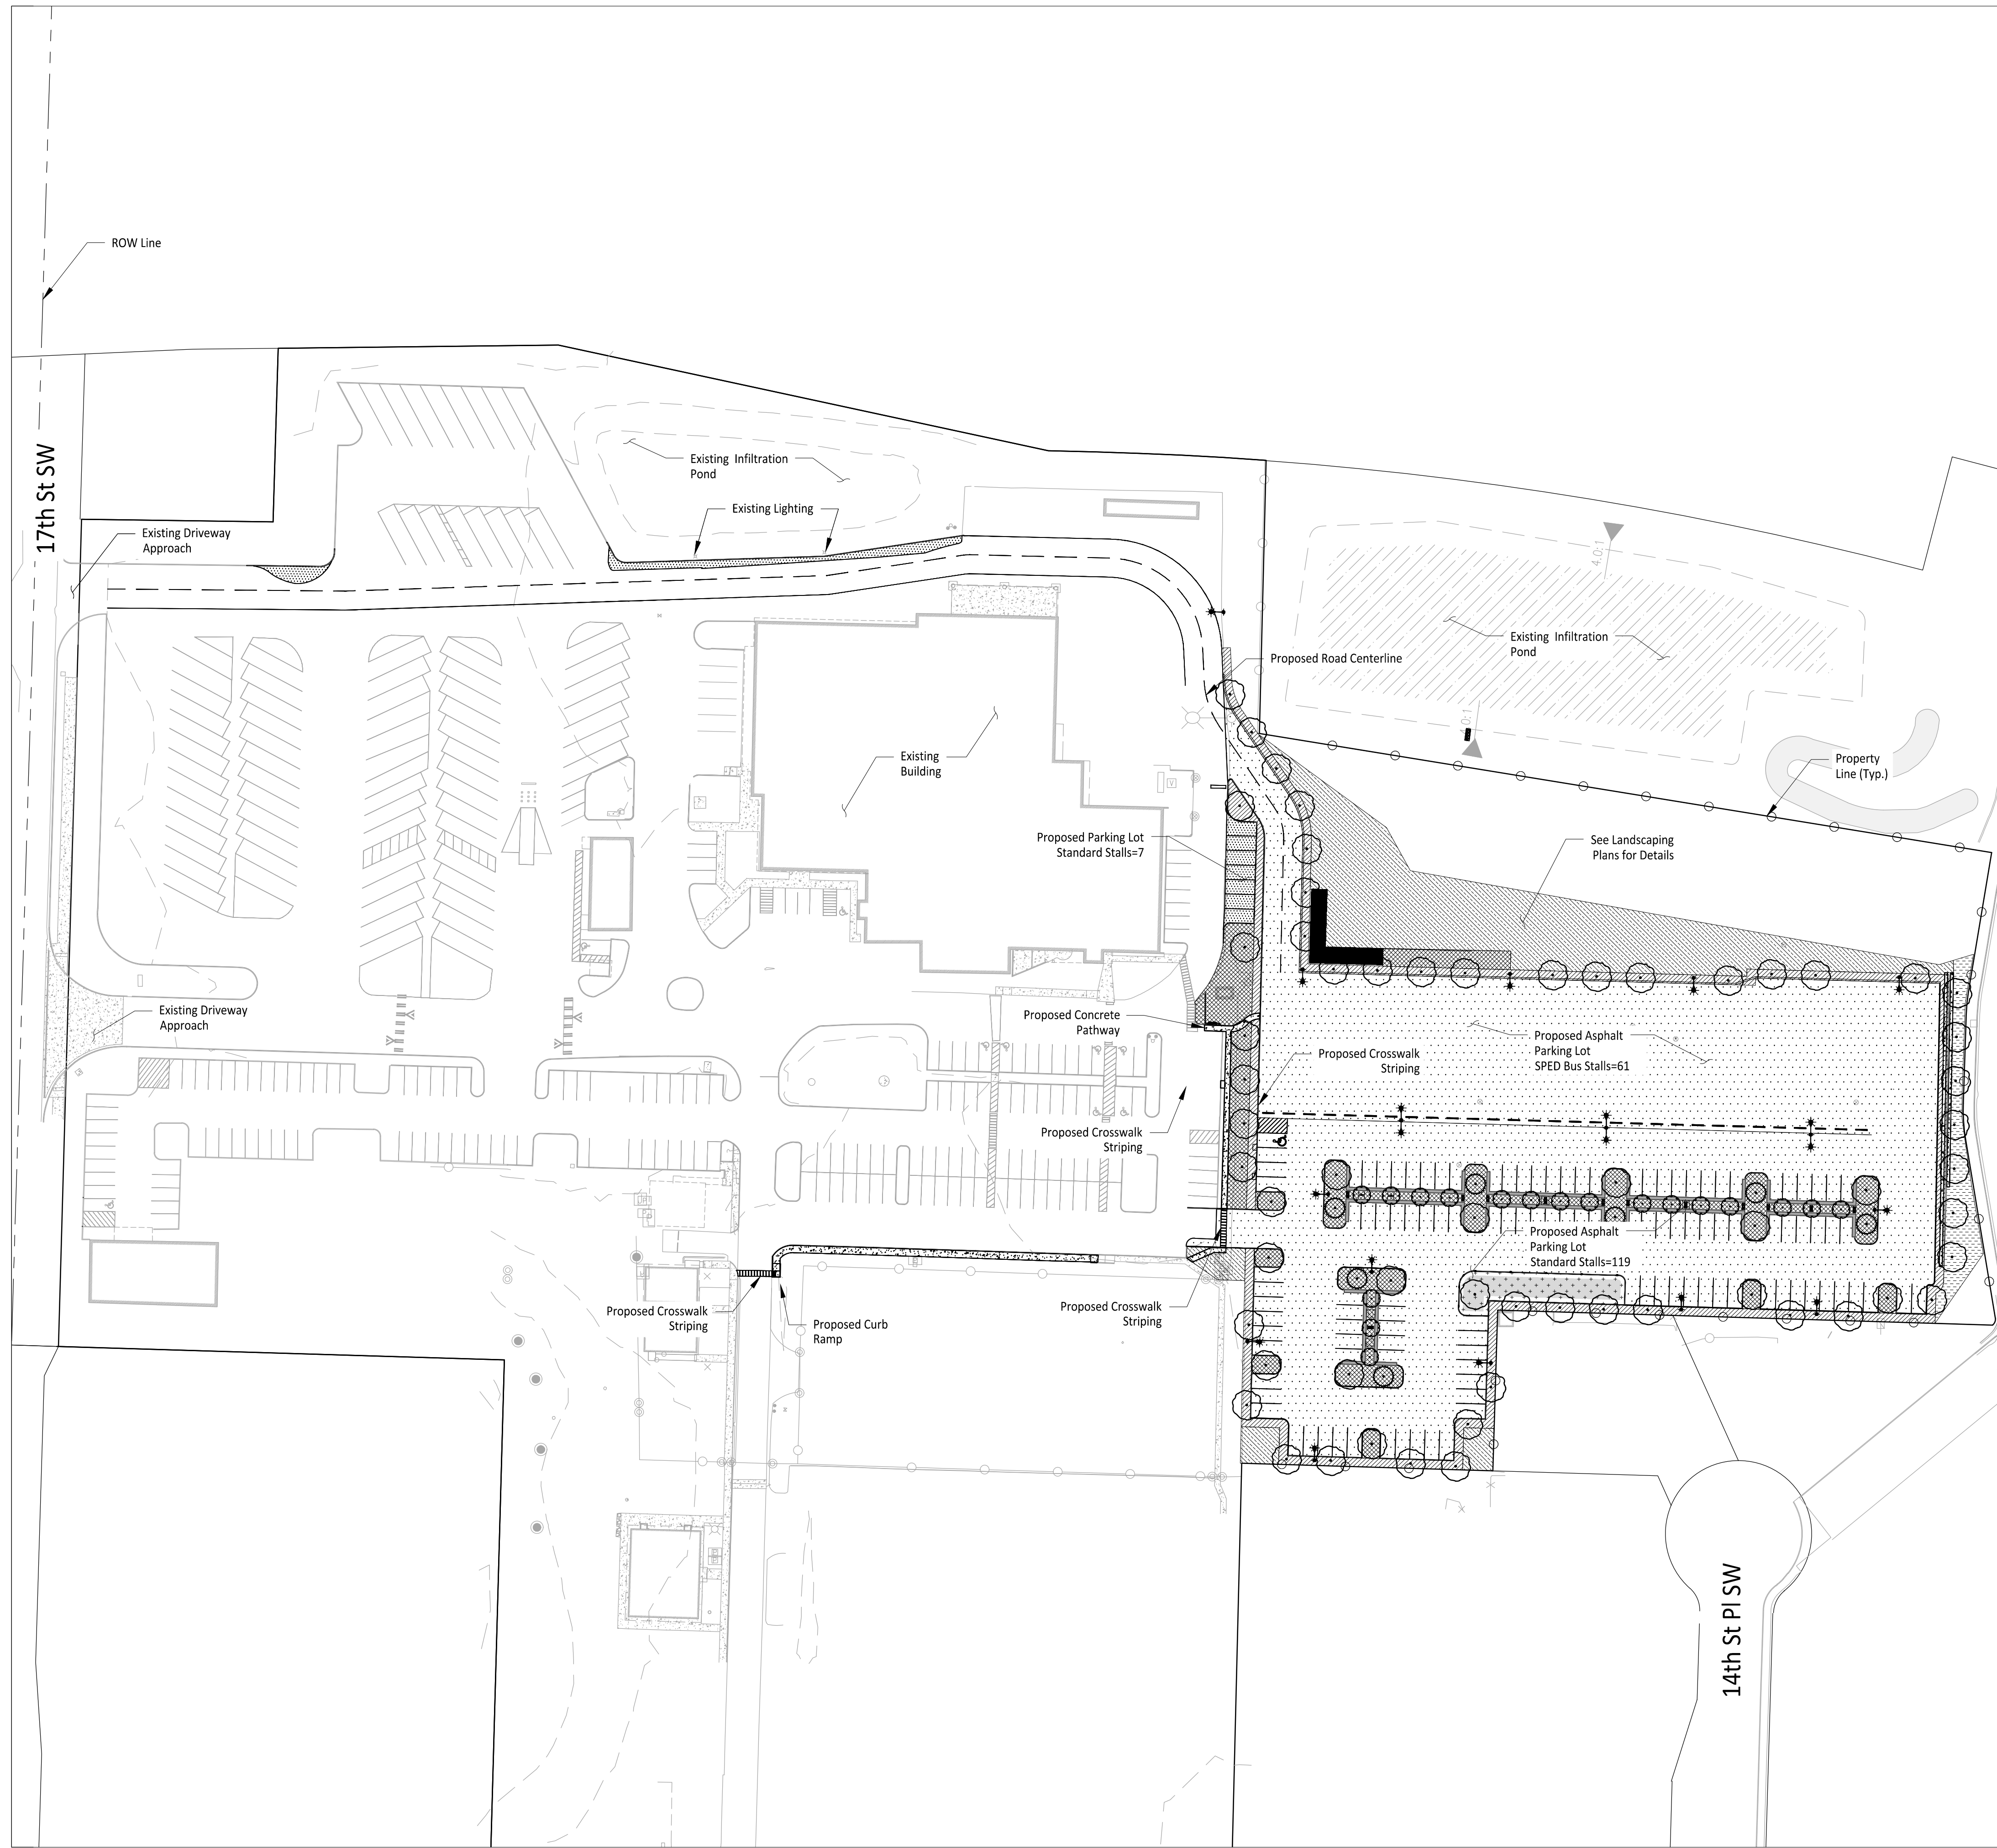 ROW Line
17th St SW
Existing Infiltration
Pond
Existing Lighting
Existing Driveway
Approach
Existing Infiltration
Pond
4.0:1
Proposed Road Centerline
Existing
Building
Property
Line (Typ.)
Proposed Parking Lot
Standard Stalls=7
See Landscaping
Plans for Details
Existing Driveway
Approach
Proposed Concrete
Pathway
Proposed Crosswalk
Striping
Proposed Asphalt
Parking Lot
SPED Bus Stalls=61
Proposed Crosswalk
Striping
Proposed Asphalt
Parking Lot
Standard Stalls=119
Proposed Crosswalk
Striping
Proposed Curb
Ramp
Proposed Crosswalk
Striping
14th St Pl SW